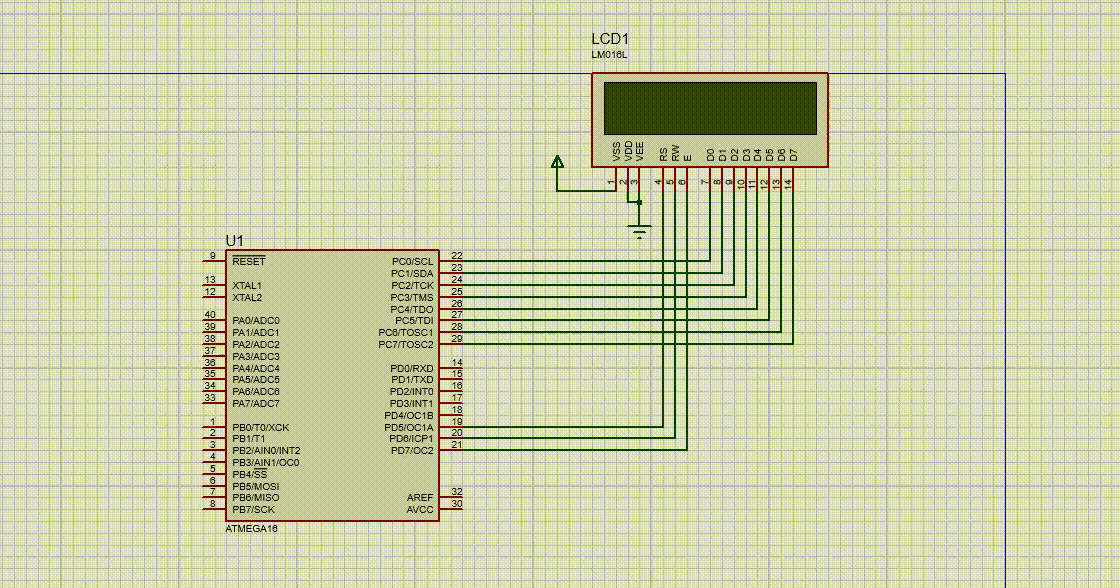 LCD1
LM016L
VSS VDD VEE RS RW E D0 D1 D2 D3 D4 D5 D6 D7
1 2 3 4 5 6 7 8 9 10 11 12 13 14
U1
9 RESET PC0/SCL 22
PC1/SDA 23
13 XTAL1 PC2/TCK 24
12 XTAL2 PC3/TMS 25
PC4/TDO 26
40 PA0/ADC0 PC5/TDI 27
39 PA1/ADC1 PC6/TOSC1 28
38 PA2/ADC2 PC7/TOSC2 29
37 PA3/ADC3
36 PA4/ADC4 PD0/RXD 14
35 PA5/ADC5 PD1/TXD 15
34 PA6/ADC6 PD2/INT0 16
33 PA7/ADC7 PD3/INT1 17
PD4/OC1B 18
1 PB0/T0/XCK PD5/OC1A 19
2 PB1/T1 PD6/ICP1 20
3 PB2/AIN0/INT2 PD7/OC2 21
4 PB3/AIN1/OC0
5 PB4/SS
6 PB5/MOSI
7 PB6/MISO AREF 32
8 PB7/SCK AVCC 30
ATMEGA16